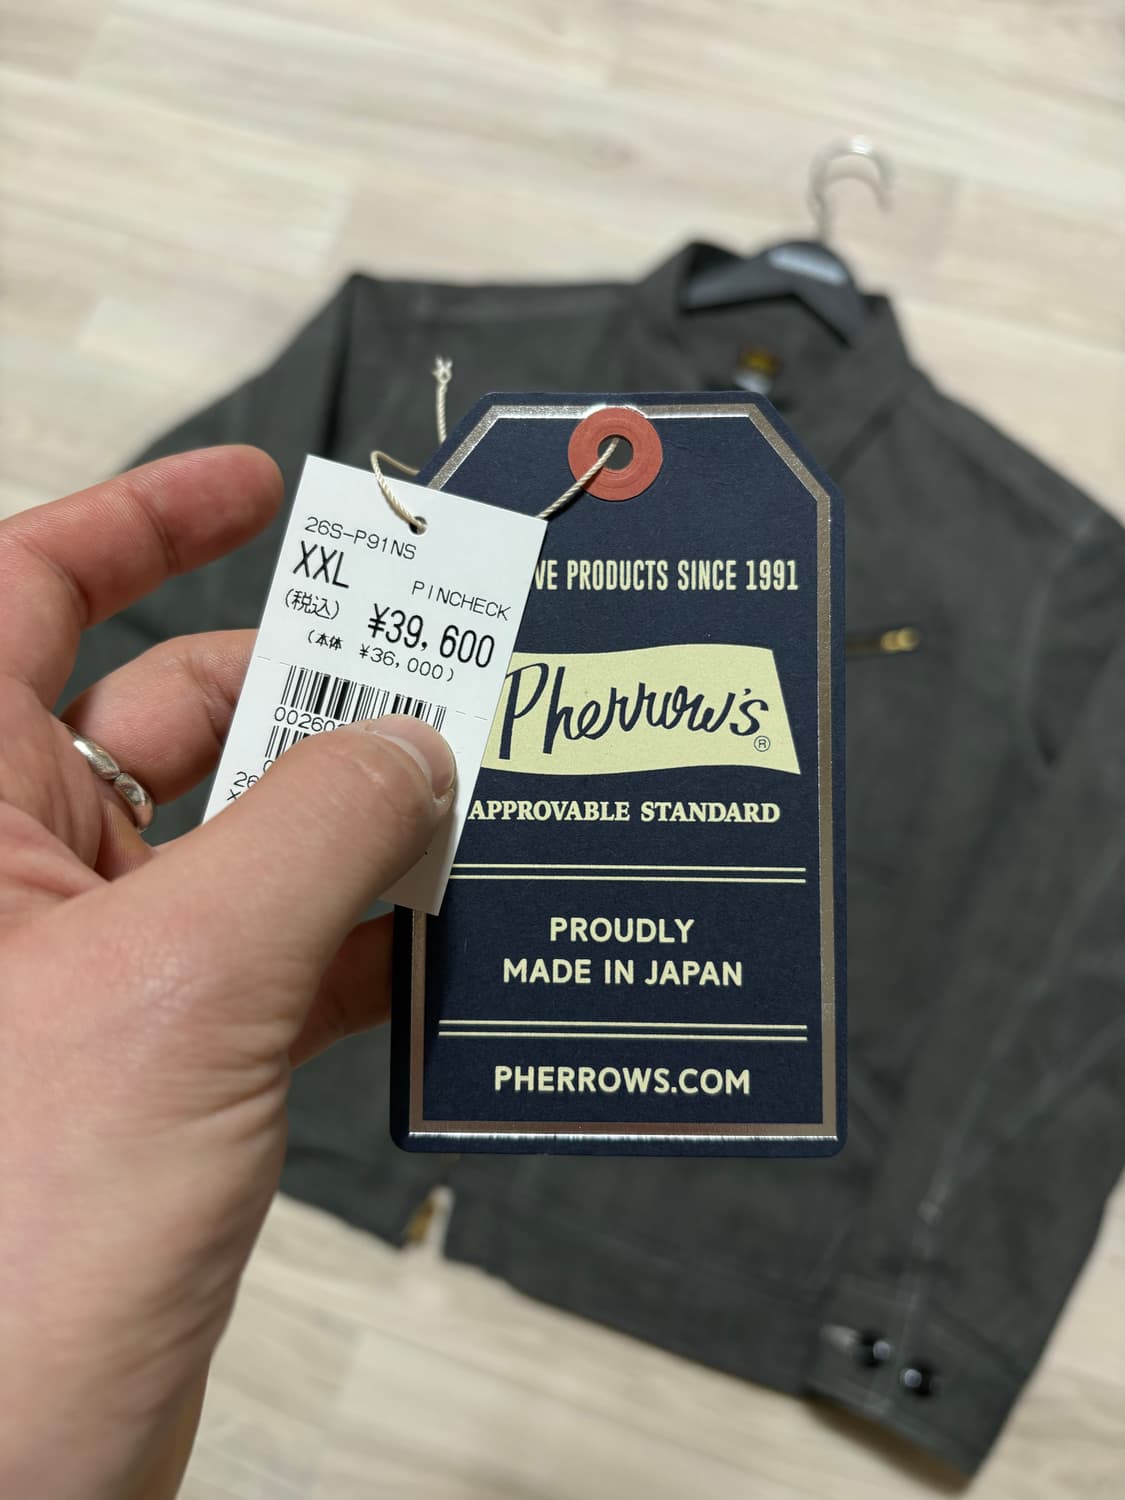 26S-P91NS
XXL
PINCHECK
(税込) ¥39,600
(本体 ¥36,000)
PRODUCTS SINCE 1991
Pherrow's®
APPROVABLE STANDARD
PROUDLY
MADE IN JAPAN
PHERROWS.COM